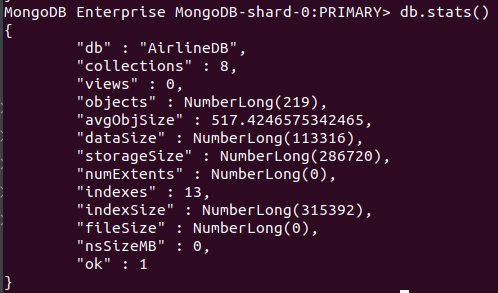 MongoDB Enterprise MongoDB-shard-0:PRIMARY> db.stats()
{
        "db" : "AirlineDB",
        "collections" : 8,
        "views" : 0,
        "objects" : NumberLong(219),
        "avgObjSize" : 517.4246575342465,
        "dataSize" : NumberLong(113316),
        "storageSize" : NumberLong(286720),
        "numExtents" : NumberLong(0),
        "indexes" : 13,
        "indexSize" : NumberLong(315392),
        "fileSize" : NumberLong(0),
        "nsSizeMB" : 0,
        "ok" : 1
}